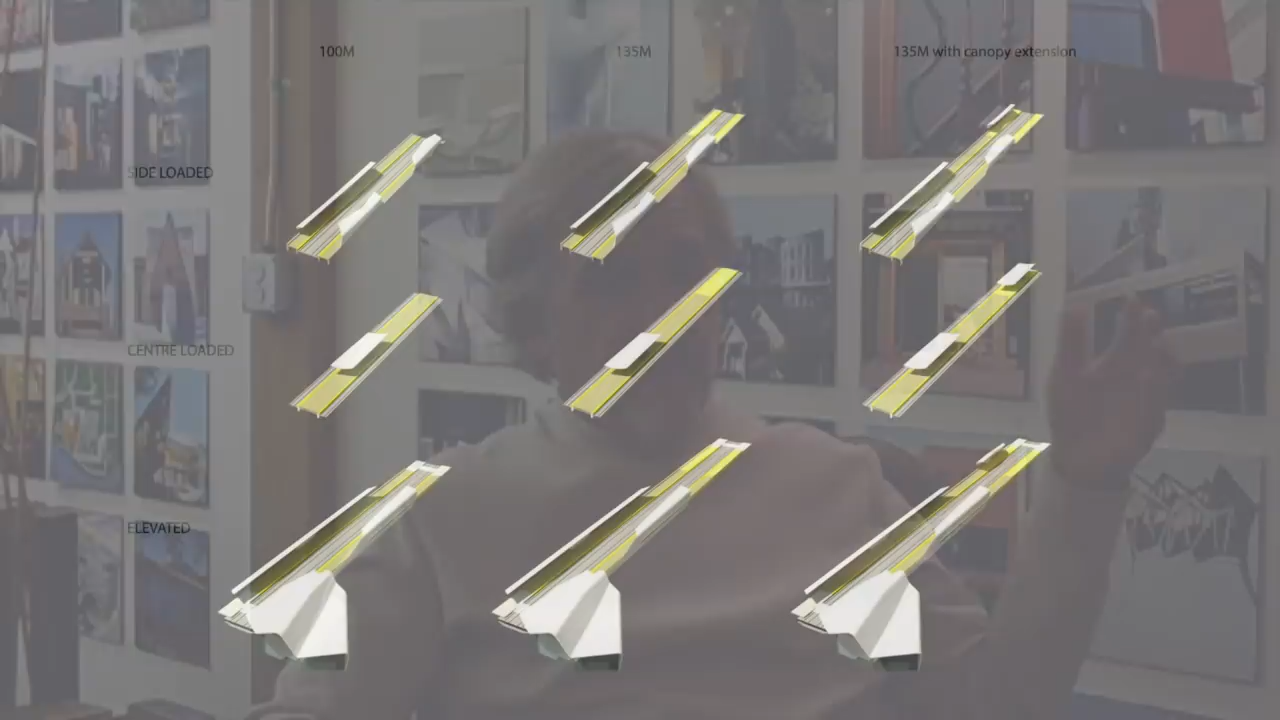 100M
135M
135M with canopy extension
SIDE LOADED
CENTRE LOADED
ELEVATED